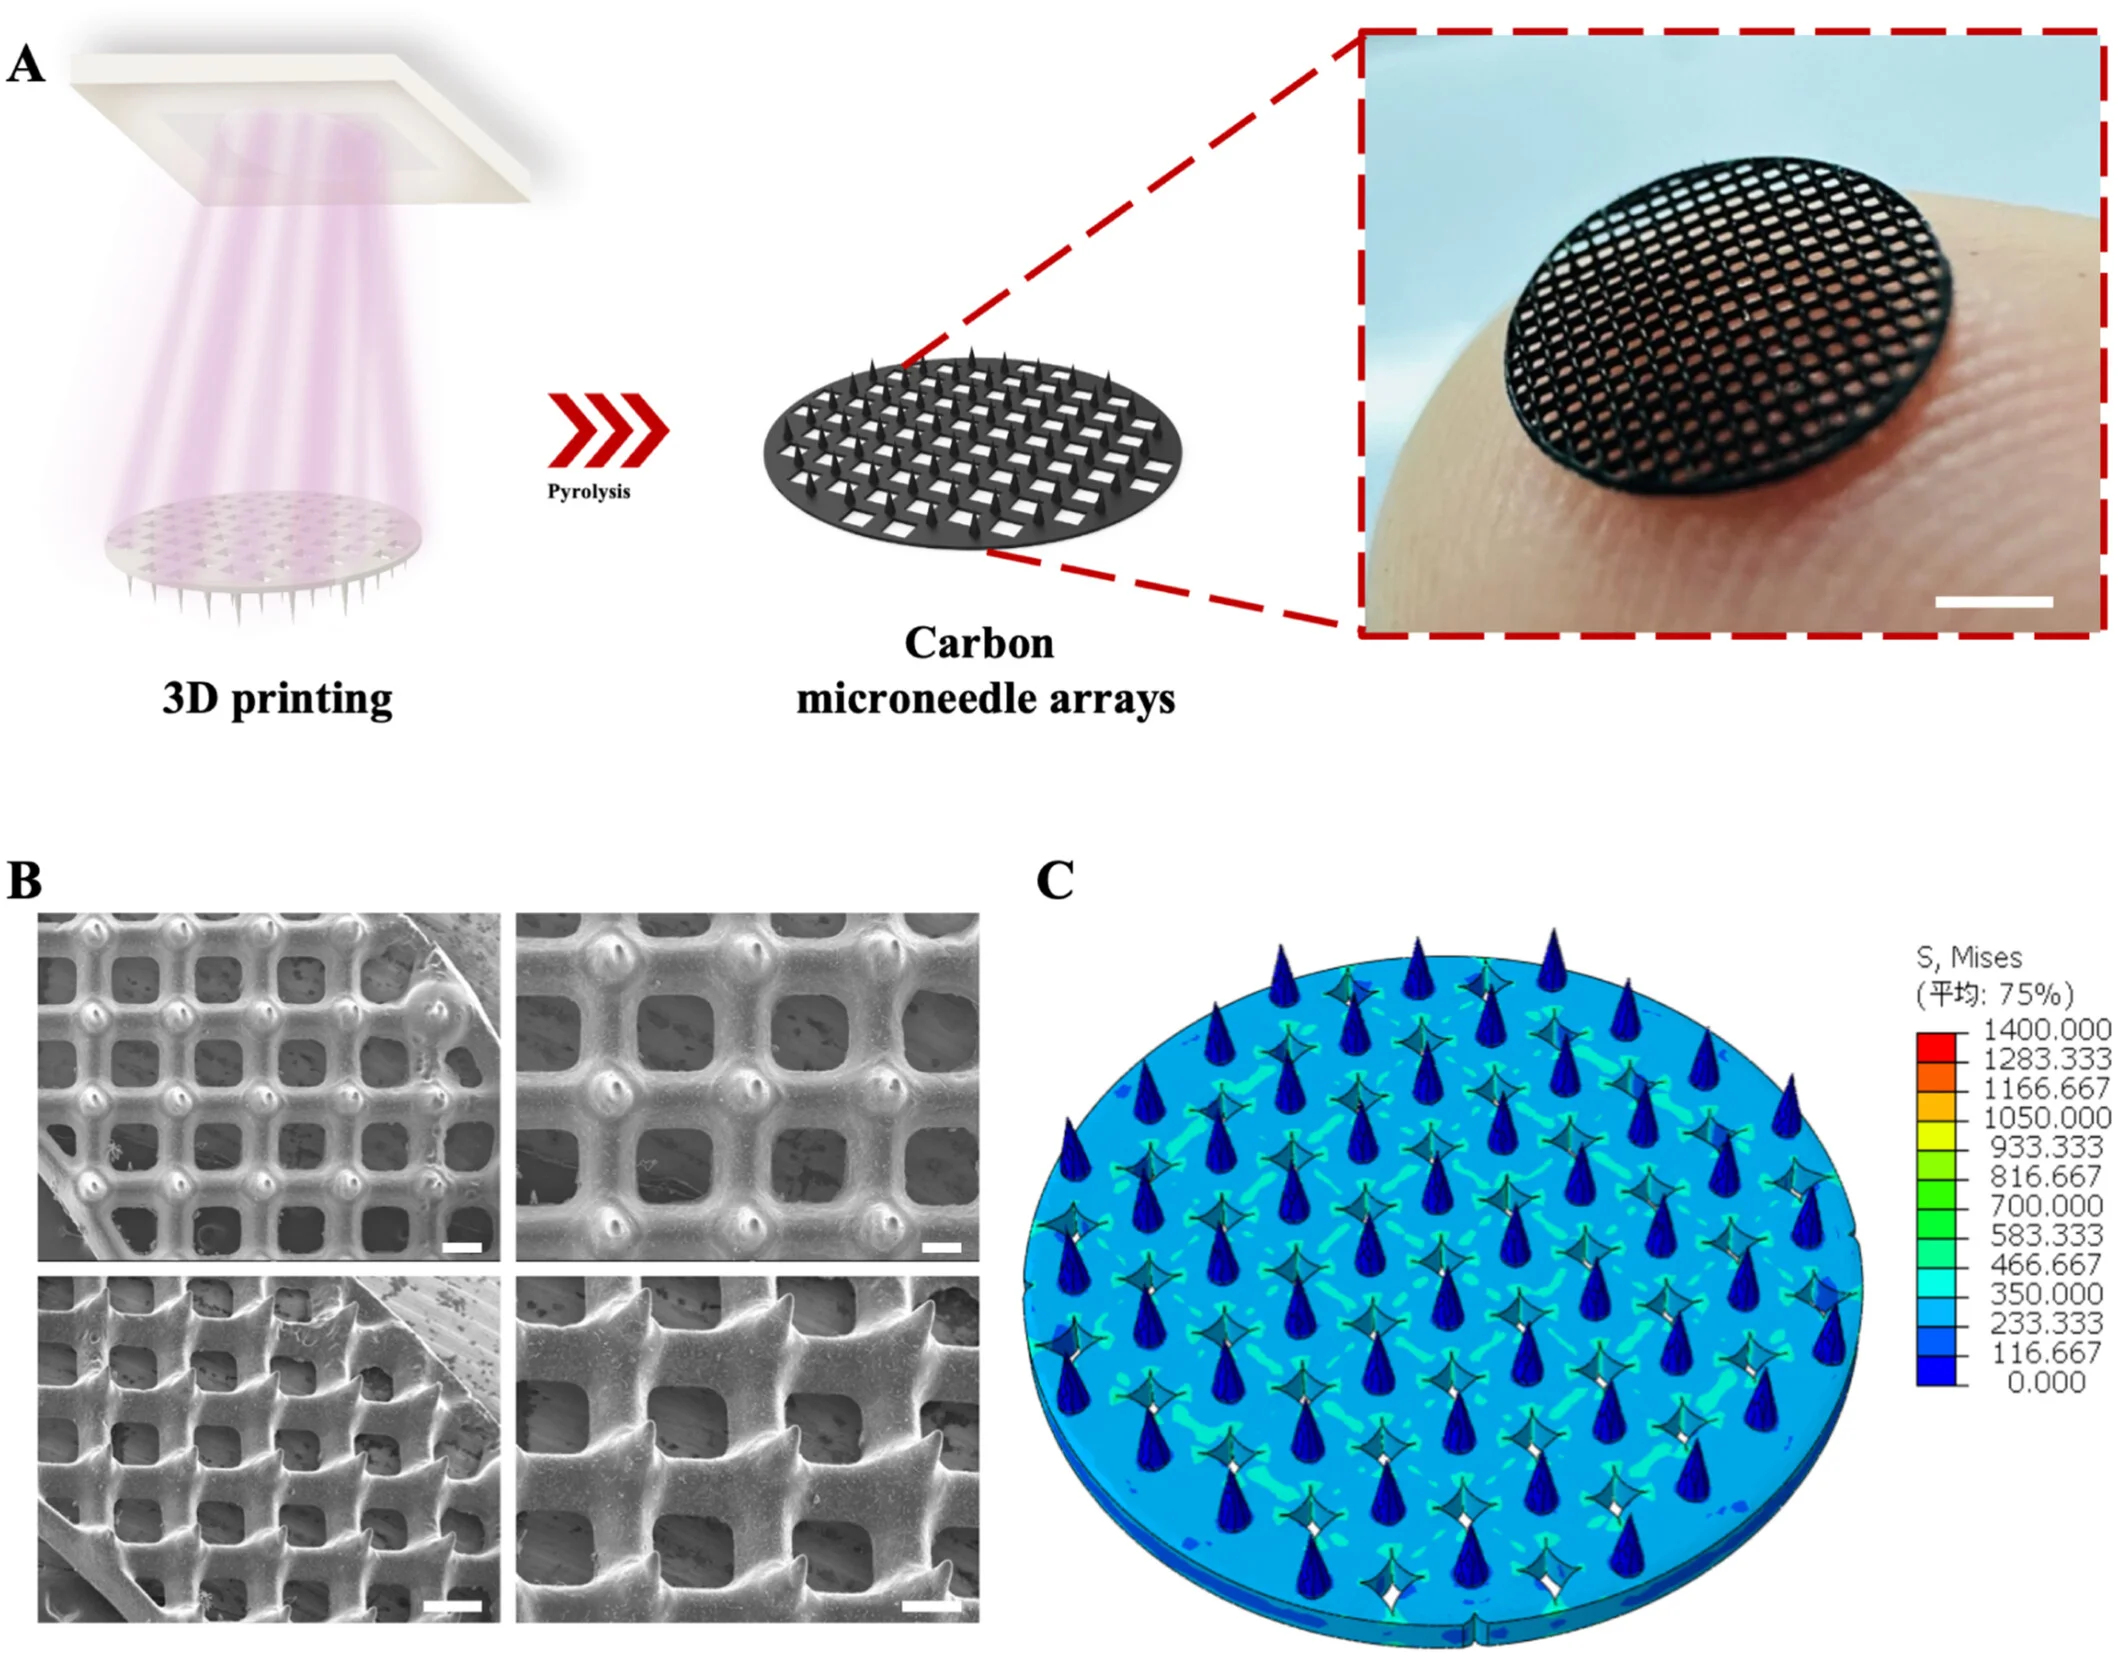 A
Pyrolysis
3D printing
Carbon
microneedle arrays
B
C
S, Mises
(平均: 75%)
1400.000
1283.333
1166.667
1050.000
933.333
816.667
700.000
583.333
466.667
350.000
233.333
116.667
0.000